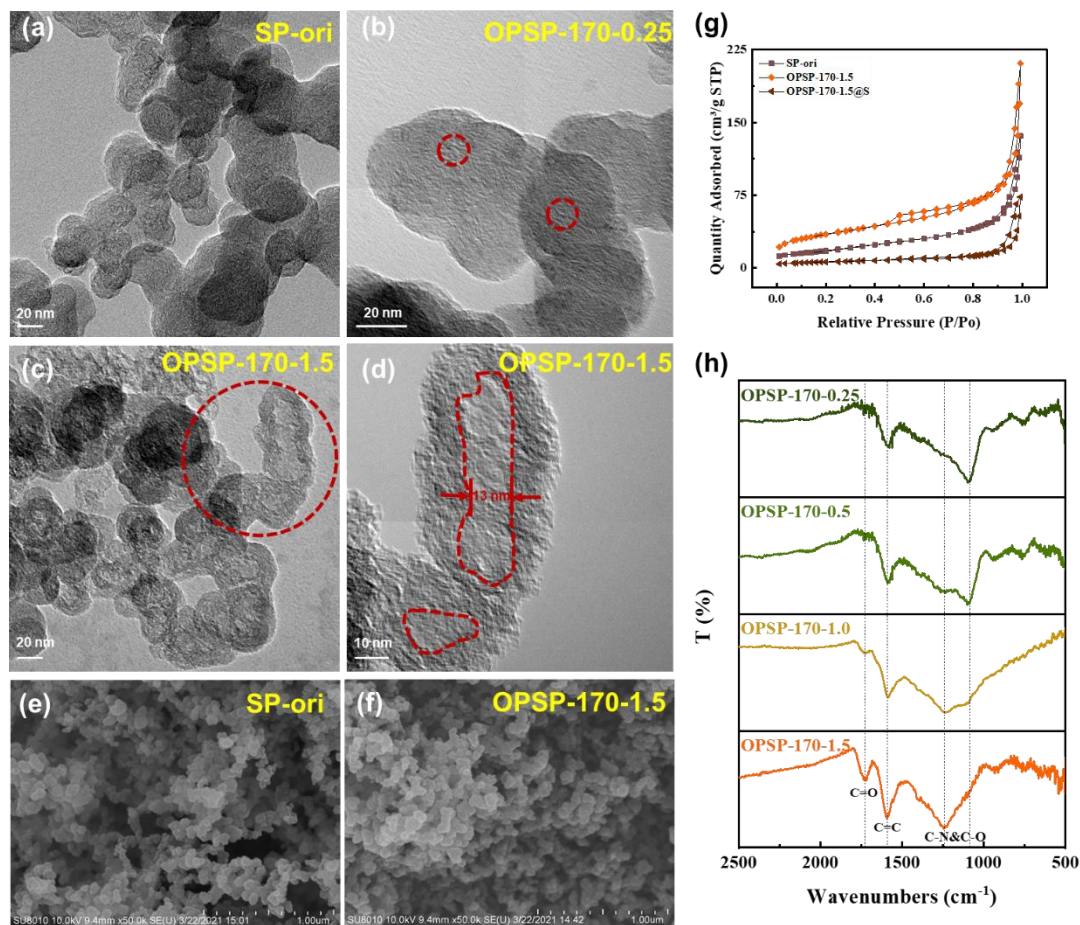 (a) SP-ori
20 nm
(b) OPSP-170-0.25
20 nm
(c) OPSP-170-1.5
20 nm
(d) OPSP-170-1.5
13 nm
10 nm
(e) SP-ori
SU8010 10.0kV 9.4mm x50.0k SE(U) 3/22/2021 15:01 1.00um
(f) OPSP-170-1.5
SU8010 10.0kV 9.4mm x50.0k SE(U) 3/22/2021 14:42 1.00um
(g)
Quantity Adsorbed (cm³/g STP)
225
150
75
0
SP-ori
OPSP-170-1.5
OPSP-170-1.5@S
0.0 0.2 0.4 0.6 0.8 1.0
Relative Pressure (P/Po)
(h)
T (%)
OPSP-170-0.25
OPSP-170-0.5
OPSP-170-1.0
OPSP-170-1.5
C=O
C=C
C-N&C-O
2500 2000 1500 1000 500
Wavenumbers (cm⁻¹)